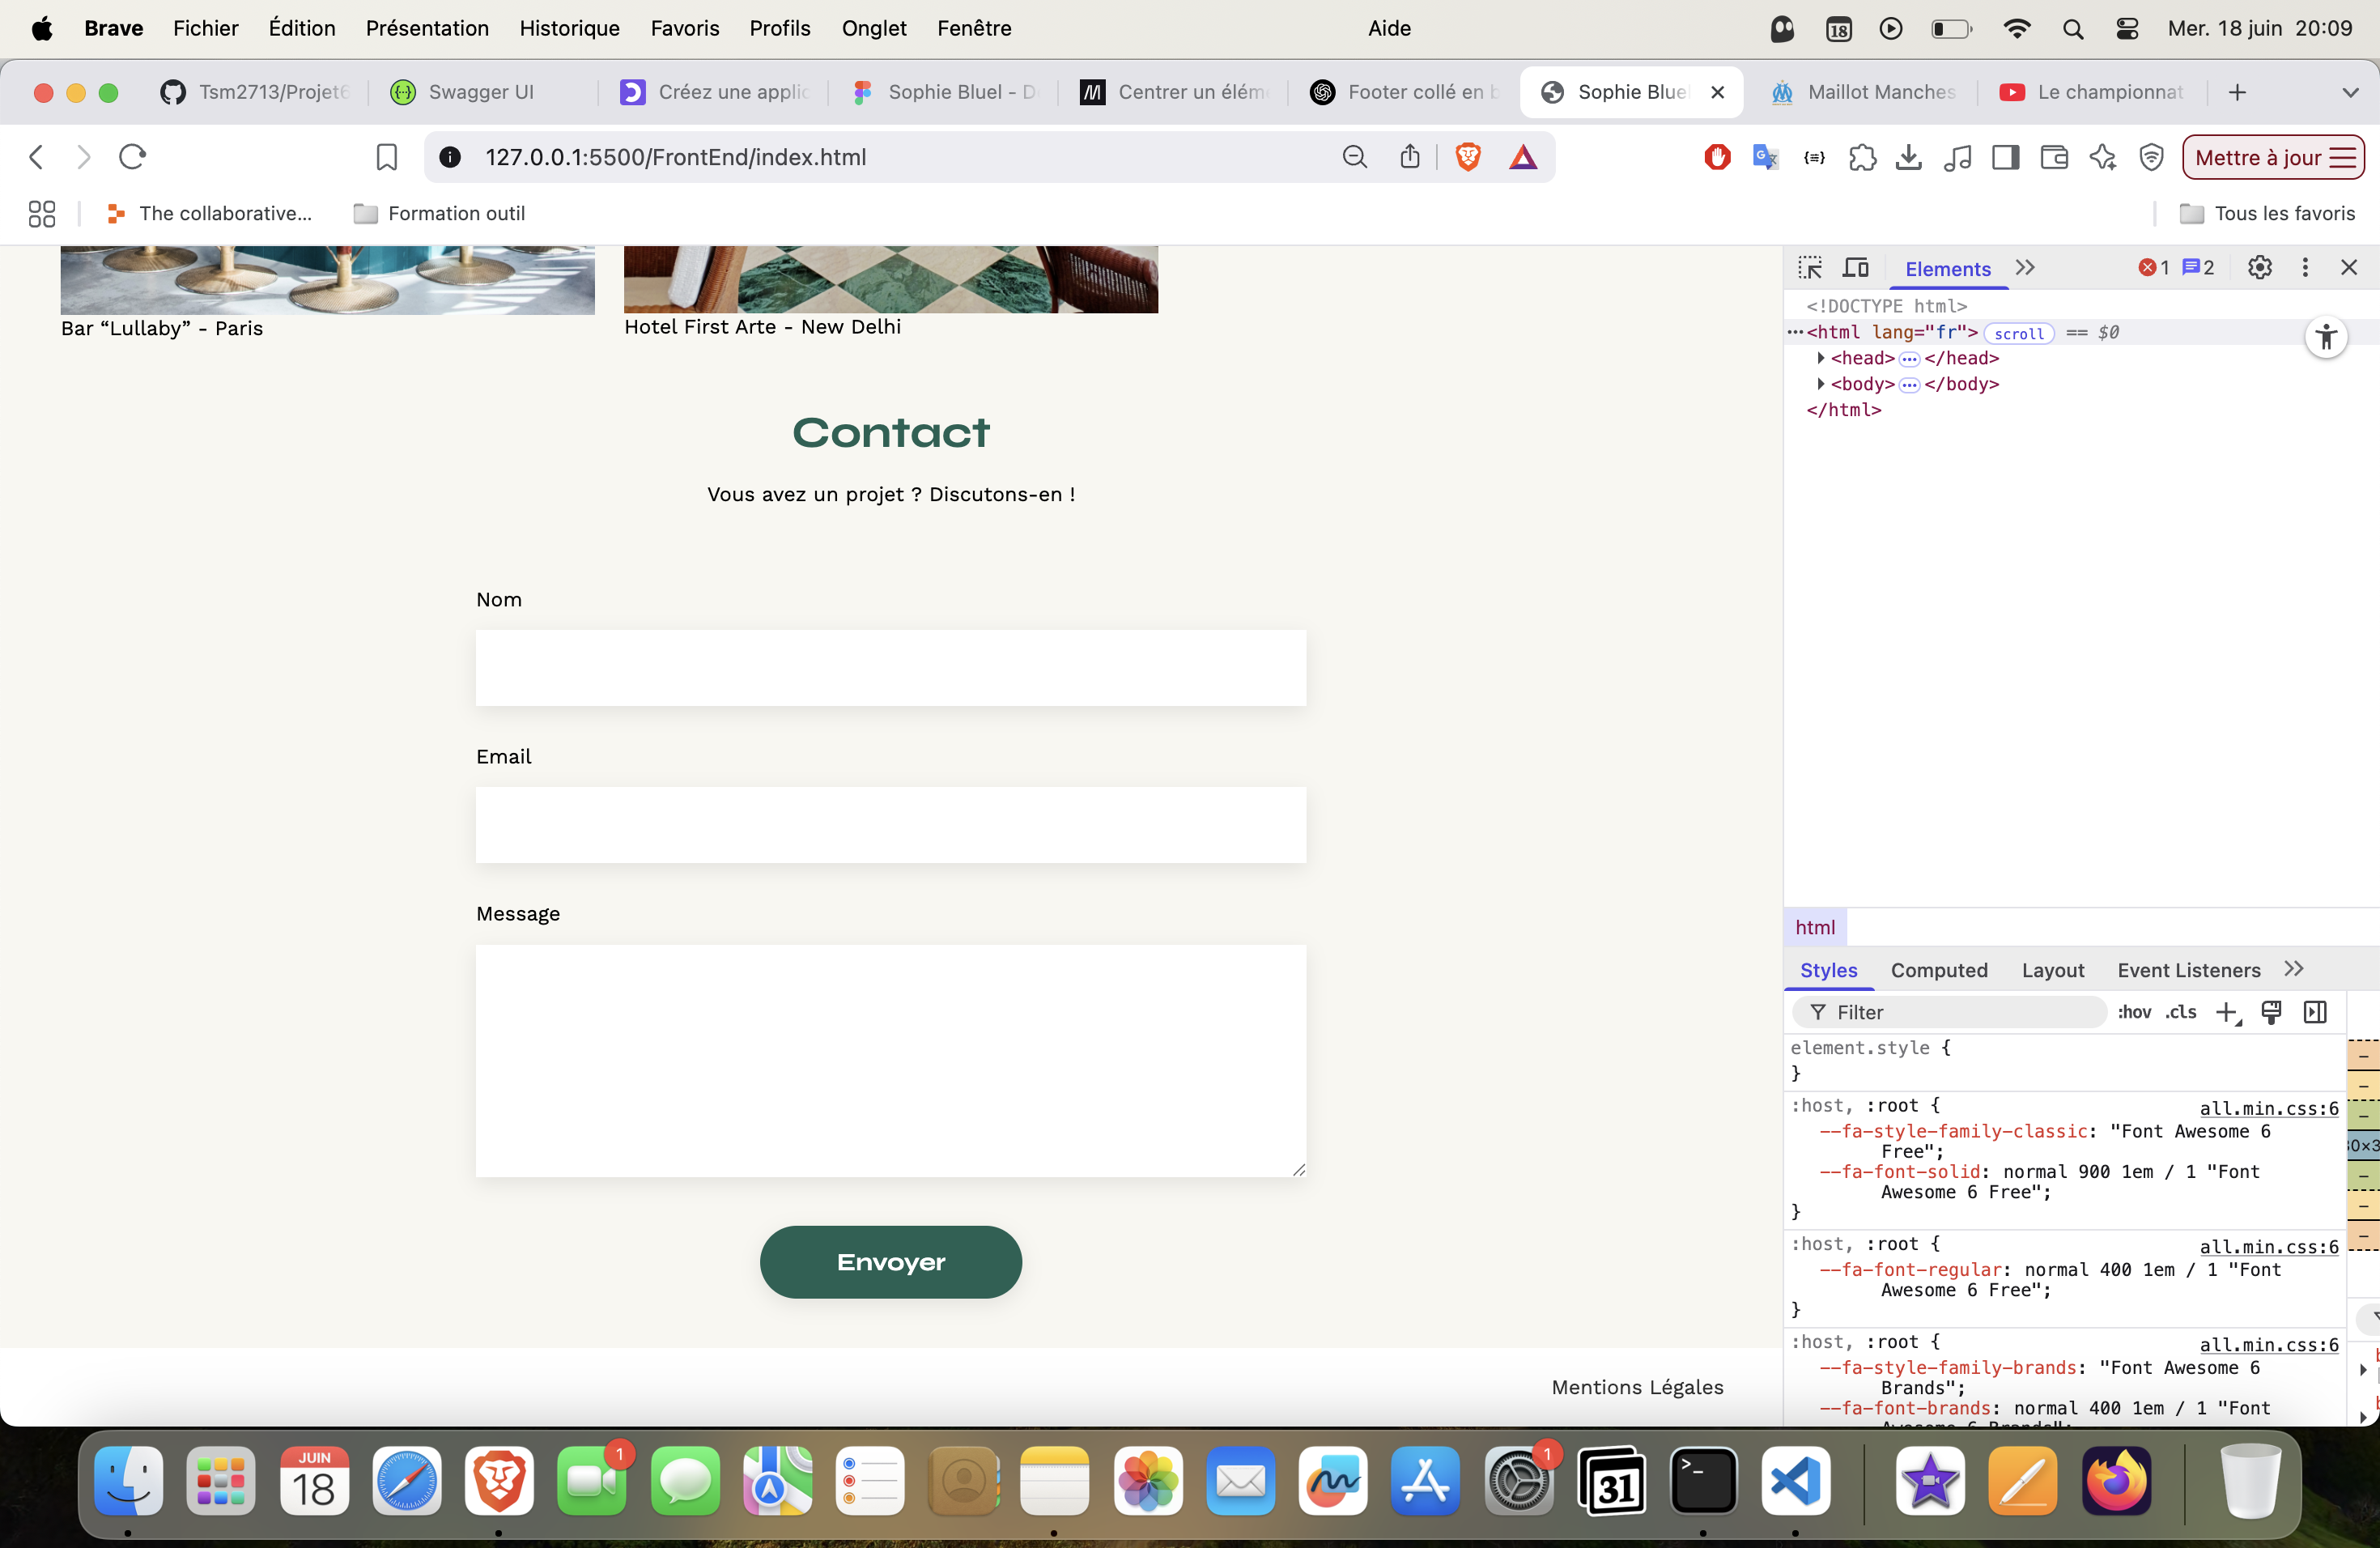 Brave Fichier Édition Présentation Historique Favoris Profils Onglet Fenêtre Aide 18 Mer. 18 juin 20:09
Tsm2713/Projet6 Swagger UI Créez une applic Sophie Bluel - D Centrer un élém Footer collé en b Sophie Bluel Maillot Manches Le championnat
127.0.0.1:5500/FrontEnd/index.html Mettre à jour
The collaborative... Formation outil Tous les favoris
Bar “Lullaby” - Paris
Hotel First Arte - New Delhi
Contact
Vous avez un projet ? Discutons-en !
Nom
Email
Message
Envoyer
Mentions Légales
Elements 1 2
<!DOCTYPE html>
<html lang="fr"> scroll == $0
<head> ... </head>
<body> ... </body>
</html>
html
Styles Computed Layout Event Listeners
Filter :hov .cls
element.style {
}
:host, :root { all.min.css:6
--fa-style-family-classic: "Font Awesome 6
Free";
--fa-font-solid: normal 900 1em / 1 "Font
Awesome 6 Free";
}
:host, :root { all.min.css:6
--fa-font-regular: normal 400 1em / 1 "Font
Awesome 6 Free";
}
:host, :root { all.min.css:6
--fa-style-family-brands: "Font Awesome 6
Brands";
--fa-font-brands: normal 400 1em / 1 "Font
Awesome 6 Brands";
JUIN
18
1
1
31